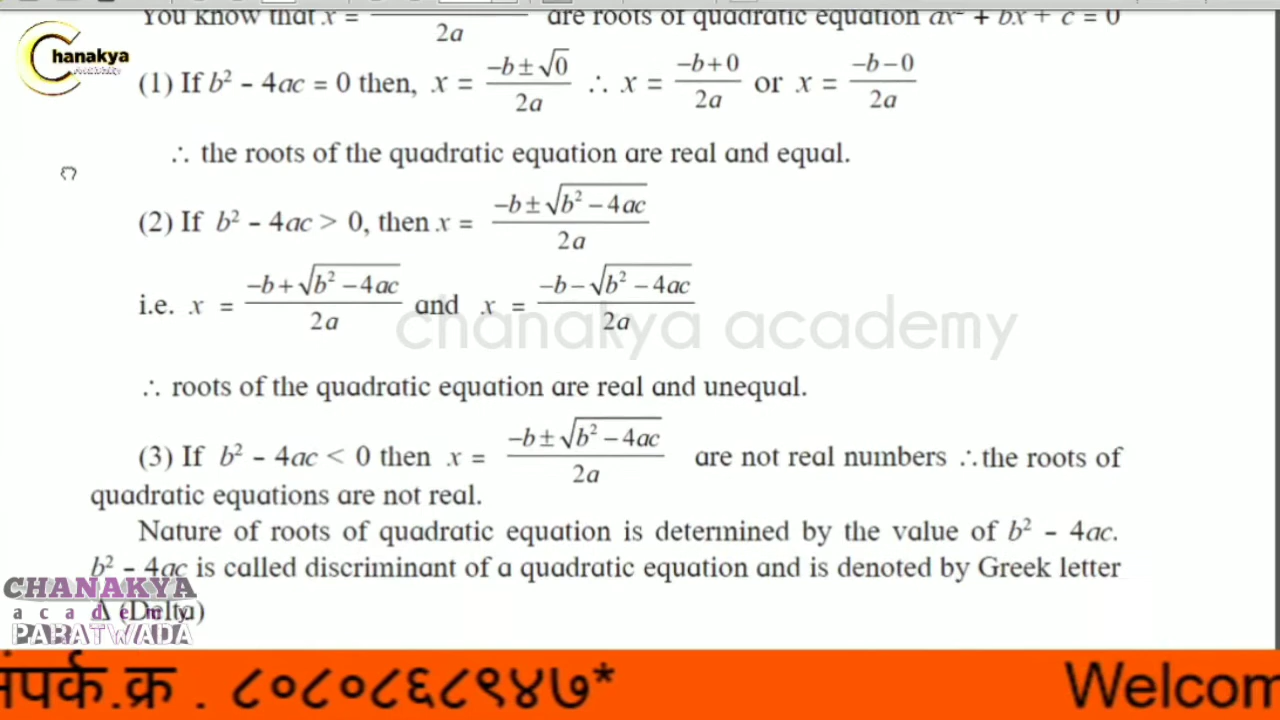 You know that x = 2a are roots of quadratic equation ax² + bx + c = 0
Chanakya
(1) If b² – 4ac = 0 then, x = (–b ± √0)/2a ∴ x = (–b+0)/2a or x = (–b–0)/2a
∴ the roots of the quadratic equation are real and equal.
(2) If b² – 4ac > 0, then x = (–b ± √(b² – 4ac))/2a
i.e. x = (–b + √(b² – 4ac))/2a and x = (–b – √(b² – 4ac))/2a
chanakya academy
∴ roots of the quadratic equation are real and unequal.
(3) If b² – 4ac < 0 then x = (–b ± √(b² – 4ac))/2a are not real numbers ∴ the roots of
quadratic equations are not real.
Nature of roots of quadratic equation is determined by the value of b² – 4ac.
b² – 4ac is called discriminant of a quadratic equation and is denoted by Greek letter
Δ (Delta)
CHANAKYA
academy
PARATWADA
संपर्क.क्र . ८०८०८६८९४७* Welcom